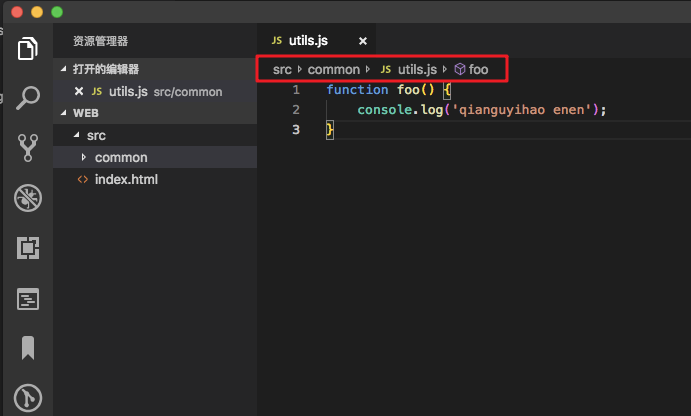 资源管理器
打开的编辑器
JS utils.js src/common
WEB
src
common
<> index.html
JS utils.js
src common JS utils.js foo
1 function foo() {
2 console.log('qianguyihao enen');
3 }